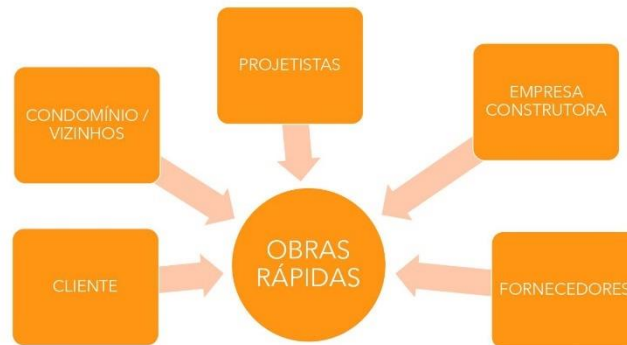 PROJETISTAS
CONDOMÍNIO /
VIZINHOS
EMPRESA
CONSTRUTORA
OBRAS
RÁPIDAS
CLIENTE
FORNECEDORES